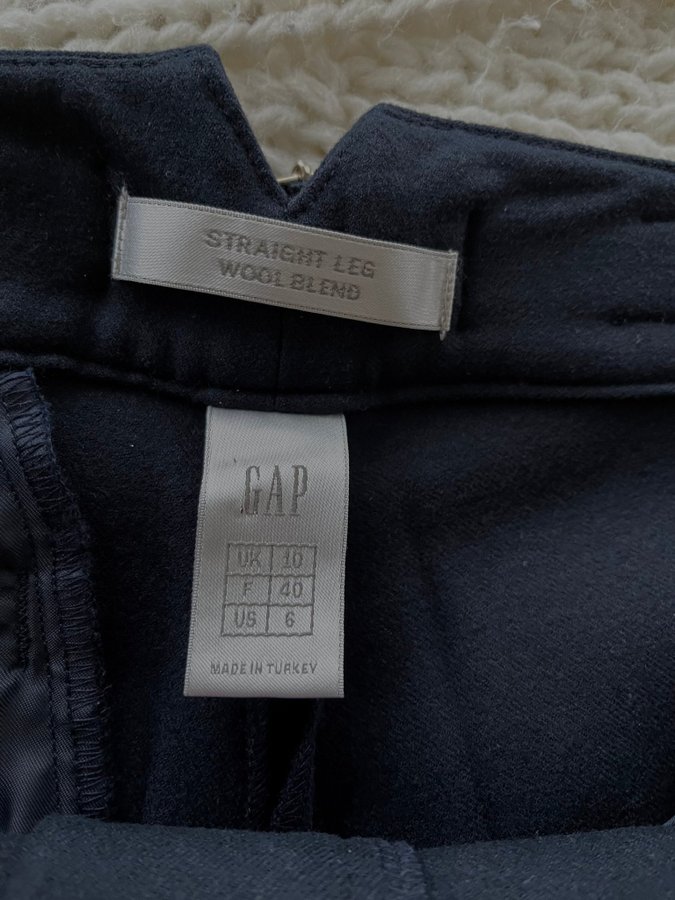 STRAIGHT LEG
WOOL BLEND
GAP
UK 10
F 40
US 6
MADE IN TURKEY